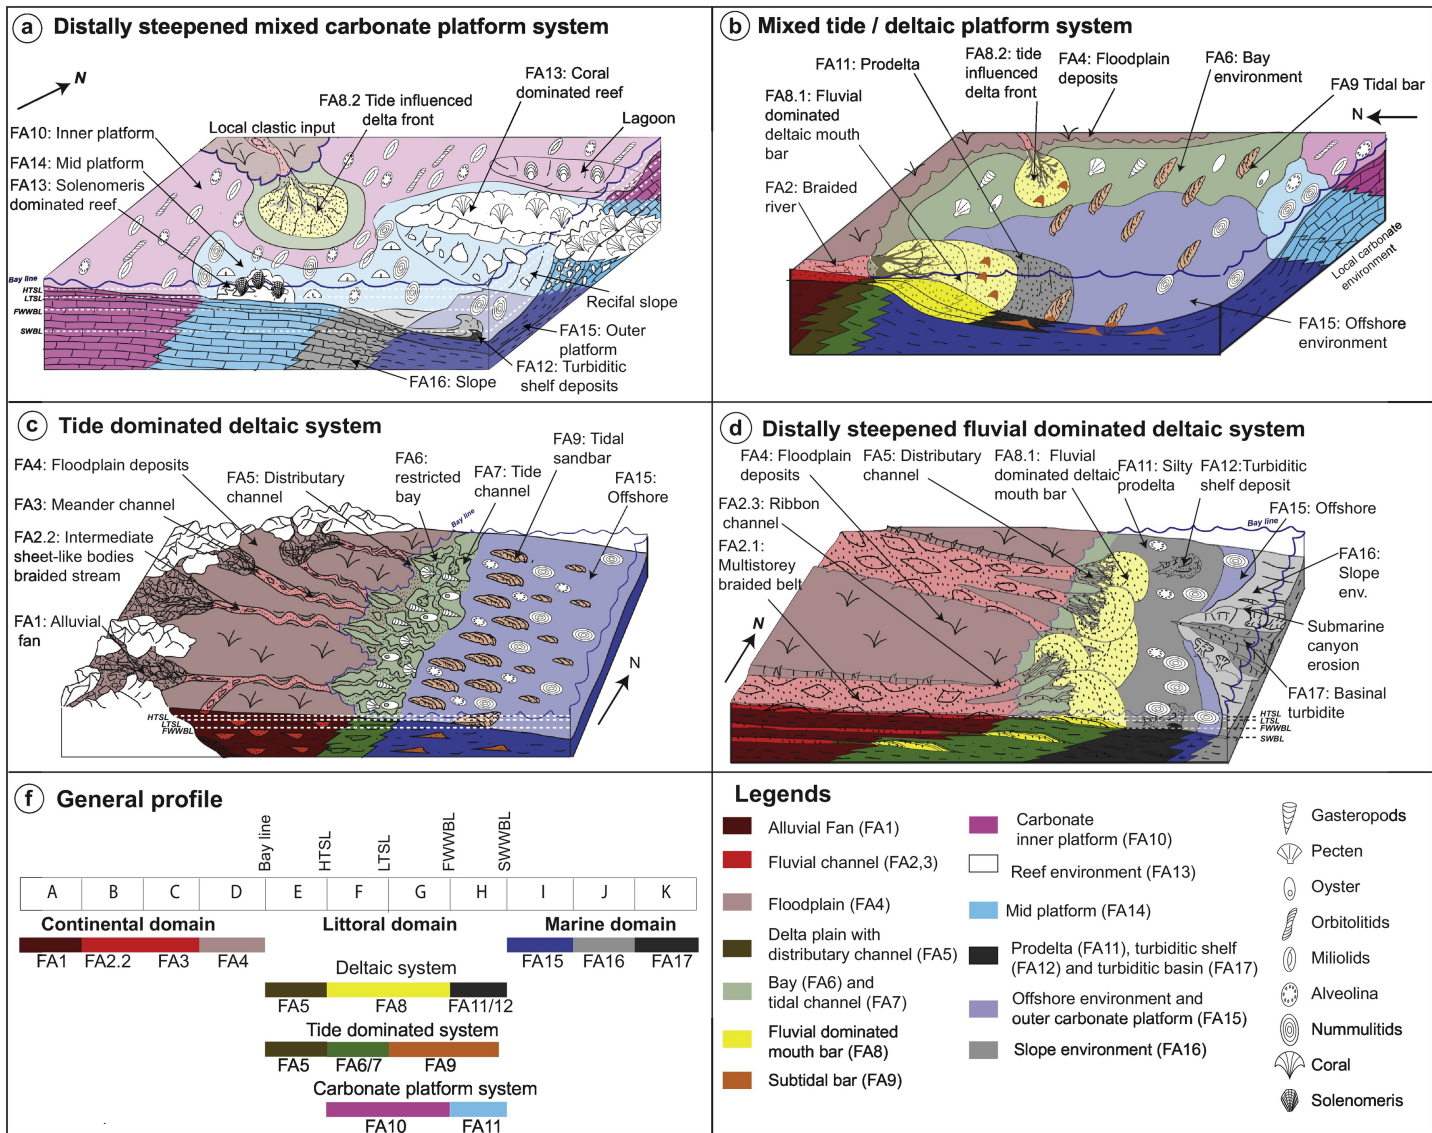 a Distally steepened mixed carbonate platform system
N
FA10: Inner platform
FA14: Mid platform
FA13: Solenomeris
dominated reef
Local clastic input
FA8.2 Tide influenced
delta front
FA13: Coral
dominated reef
Lagoon
Bay line
HTSL
LTSL
FWWBL
SWBL
Recifal slope
FA15: Outer
platform
FA12: Turbiditic
shelf deposits
FA16: Slope
b Mixed tide / deltaic platform system
FA11: Prodelta
FA8.2: tide
influenced
delta front
FA4: Floodplain
deposits
FA6: Bay
environment
FA9 Tidal bar
N
FA8.1: Fluvial
dominated
deltaic mouth
bar
FA2: Braided
river
Local carbonate
environment
FA15: Offshore
environment
c Tide dominated deltaic system
FA4: Floodplain deposits
FA3: Meander channel
FA2.2: Intermediate
sheet-like bodies
braided stream
FA1: Alluvial
fan
FA5: Distributary
channel
FA6:
restricted
bay
Bay line
FA7: Tide
channel
FA9: Tidal
sandbar
FA15:
Offshore
N
HTSL
LTSL
FWWBL
d Distally steepened fluvial dominated deltaic system
FA4: Floodplain
deposits
FA5: Distributary
channel
FA8.1: Fluvial
dominated deltaic
mouth bar
FA11: Silty
prodelta
FA12:Turbiditic
shelf deposit
FA2.3: Ribbon
channel
FA2.1:
Multistorey
braided belt
N
Bay line
FA15: Offshore
FA16:
Slope
env.
Submarine
canyon
erosion
FA17: Basinal
turbidite
HTSL
LTSL
FWWBL
SWBL
f General profile
Bay line
HTSL
LTSL
FWWBL
SWWBL
A B C D E F G H I J K
Continental domain Littoral domain Marine domain
FA1 FA2.2 FA3 FA4 FA15 FA16 FA17
Deltaic system
FA5 FA8 FA11/12
Tide dominated system
FA5 FA6/7 FA9
Carbonate platform system
FA10 FA11
Legends
Alluvial Fan (FA1)
Fluvial channel (FA2,3)
Floodplain (FA4)
Delta plain with
distributary channel (FA5)
Bay (FA6) and
tidal channel (FA7)
Fluvial dominated
mouth bar (FA8)
Subtidal bar (FA9)
Carbonate
inner platform (FA10)
Reef environment (FA13)
Mid platform (FA14)
Prodelta (FA11), turbiditic shelf
(FA12) and turbiditic basin (FA17)
Offshore environment and
outer carbonate platform (FA15)
Slope environment (FA16)
Gasteropods
Pecten
Oyster
Orbitolitids
Miliolids
Alveolina
Nummulitids
Coral
Solenomeris